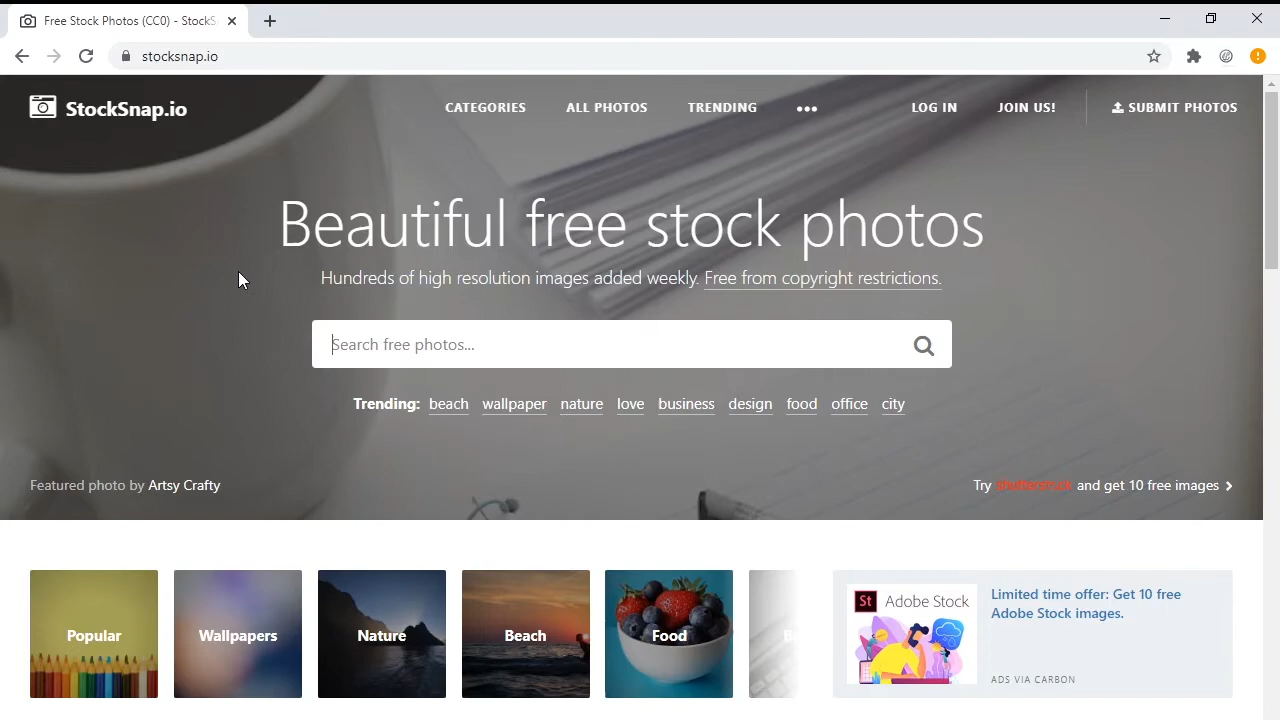 Free Stock Photos (CC0) - StockS
stocksnap.io
StockSnap.io
CATEGORIES ALL PHOTOS TRENDING ••• LOG IN JOIN US! SUBMIT PHOTOS
Beautiful free stock photos
Hundreds of high resolution images added weekly. Free from copyright restrictions.
Search free photos...
Trending: beach wallpaper nature love business design food office city
Featured photo by Artsy Crafty
Try shutterstock and get 10 free images
Popular
Wallpapers
Nature
Beach
Food
St Adobe Stock
Limited time offer: Get 10 free
Adobe Stock images.
ADS VIA CARBON